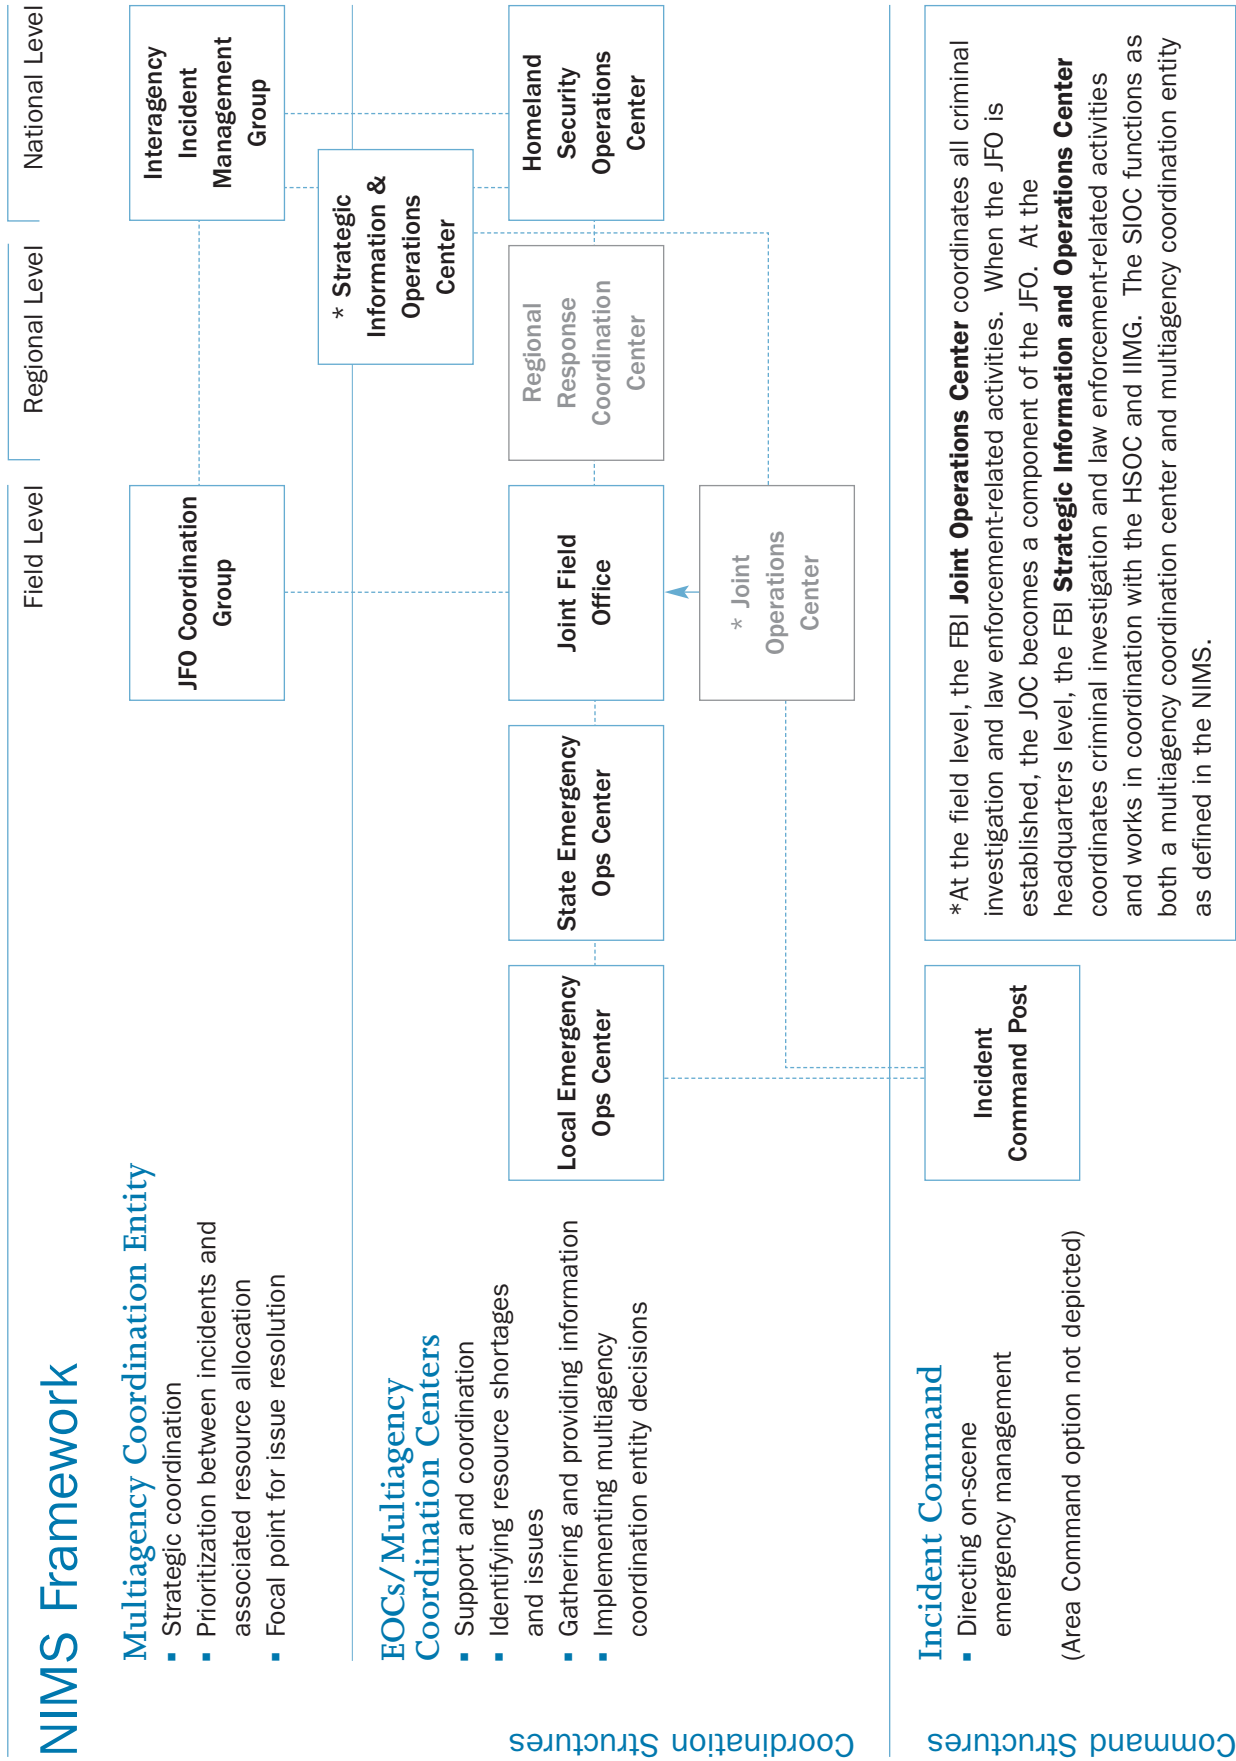 NIMS Framework
Field Level
Regional Level
National Level
Coordination Structures
Multiagency Coordination Entity
▪ Strategic coordination
▪ Prioritization between incidents and
associated resource allocation
▪ Focal point for issue resolution
JFO Coordination
Group
Interagency
Incident
Management
Group
* Strategic
Information &
Operations
Center
EOCs/Multiagency
Coordination Centers
▪ Support and coordination
▪ Identifying resource shortages
and issues
▪ Gathering and providing information
▪ Implementing multiagency
coordination entity decisions
Local Emergency
Ops Center
State Emergency
Ops Center
Joint Field
Office
Regional
Response
Coordination
Center
Homeland
Security
Operations
Center
* Joint
Operations
Center
Command Structures
Incident Command
▪ Directing on-scene
emergency management
(Area Command option not depicted)
Incident
Command Post
*At the field level, the FBI Joint Operations Center coordinates all criminal
investigation and law enforcement-related activities. When the JFO is
established, the JOC becomes a component of the JFO. At the
headquarters level, the FBI Strategic Information and Operations Center
coordinates criminal investigation and law enforcement-related activities
and works in coordination with the HSOC and IIMG. The SIOC functions as
both a multiagency coordination center and multiagency coordination entity
as defined in the NIMS.